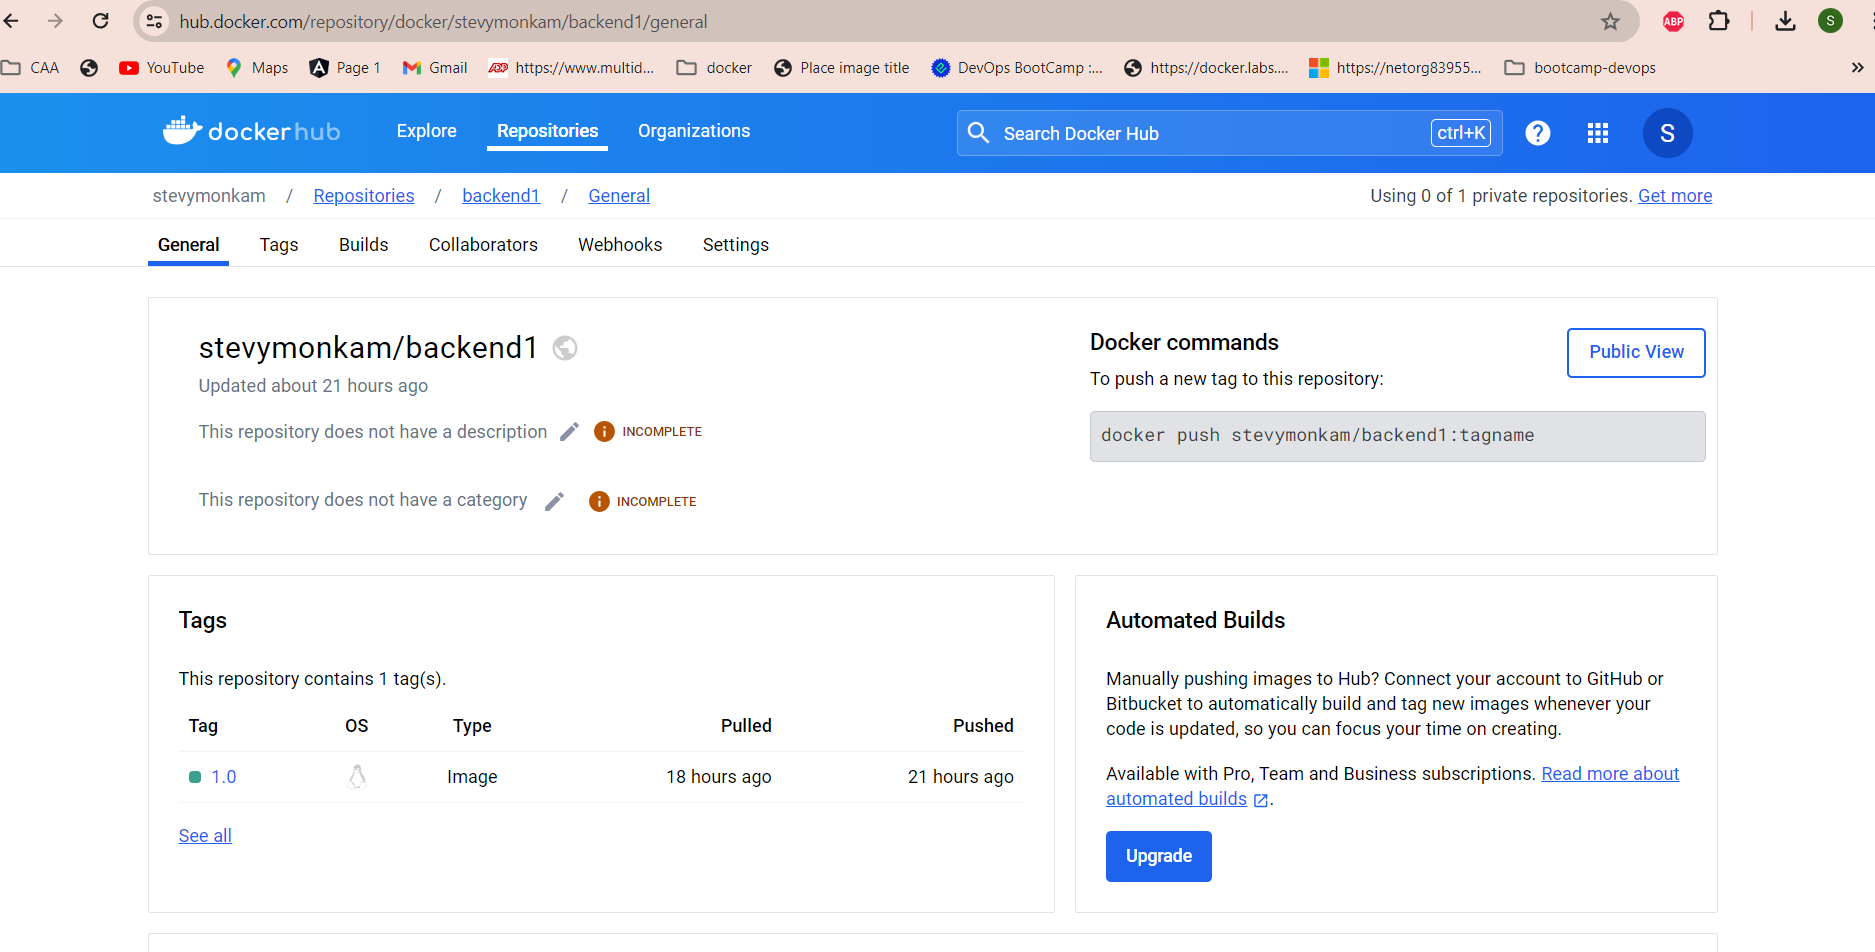 hub.docker.com/repository/docker/stevymonkam/backend1/general
ABP
S
CAA
YouTube
Maps
Page 1
Gmail
https://www.multid...
docker
Place image title
DevOps BootCamp :...
https://docker.labs....
https://netorg83955...
bootcamp-devops
»
dockerhub
Explore
Repositories
Organizations
Search Docker Hub
ctrl+K
?
S
stevymonkam / Repositories / backend1 / General
Using 0 of 1 private repositories. Get more
General
Tags
Builds
Collaborators
Webhooks
Settings
stevymonkam/backend1
Updated about 21 hours ago
This repository does not have a description
INCOMPLETE
This repository does not have a category
INCOMPLETE
Docker commands
Public View
To push a new tag to this repository:
docker push stevymonkam/backend1:tagname
Tags
This repository contains 1 tag(s).
Tag OS Type Pulled Pushed
1.0 Image 18 hours ago 21 hours ago
See all
Automated Builds
Manually pushing images to Hub? Connect your account to GitHub or
Bitbucket to automatically build and tag new images whenever your
code is updated, so you can focus your time on creating.
Available with Pro, Team and Business subscriptions. Read more about
automated builds.
Upgrade